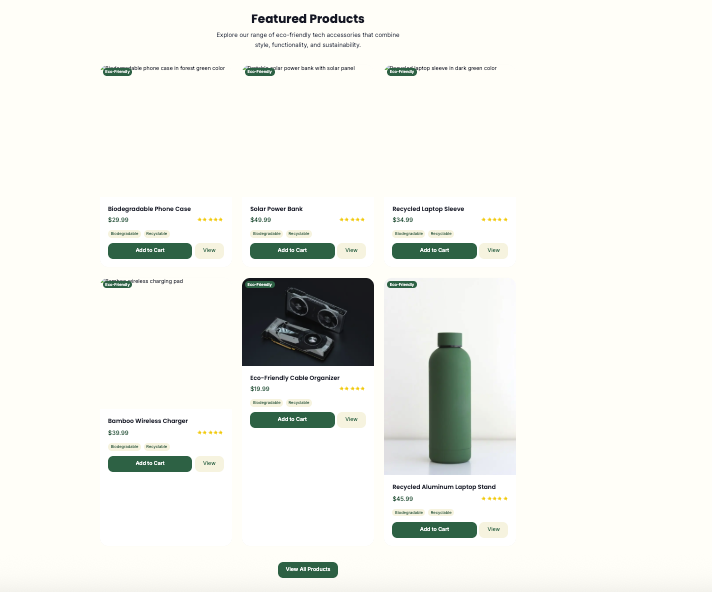 Featured Products
Explore our range of eco-friendly tech accessories that combine
style, functionality, and sustainability.
phone case in forest green color
Eco-Friendly
solar power bank with solar panel
Eco-Friendly
laptop sleeve in dark green color
Eco-Friendly
Biodegradable Phone Case
$29.99
Biodegradable Recyclable
Add to Cart View
Solar Power Bank
$49.99
Biodegradable Recyclable
Add to Cart View
Recycled Laptop Sleeve
$34.99
Biodegradable Recyclable
Add to Cart View
wireless charging pad
Eco-Friendly
Bamboo Wireless Charger
$39.99
Biodegradable Recyclable
Add to Cart View
Eco-Friendly
Eco-Friendly Cable Organizer
$19.99
Biodegradable Recyclable
Add to Cart View
Eco-Friendly
Recycled Aluminum Laptop Stand
$45.99
Biodegradable Recyclable
Add to Cart View
View All Products